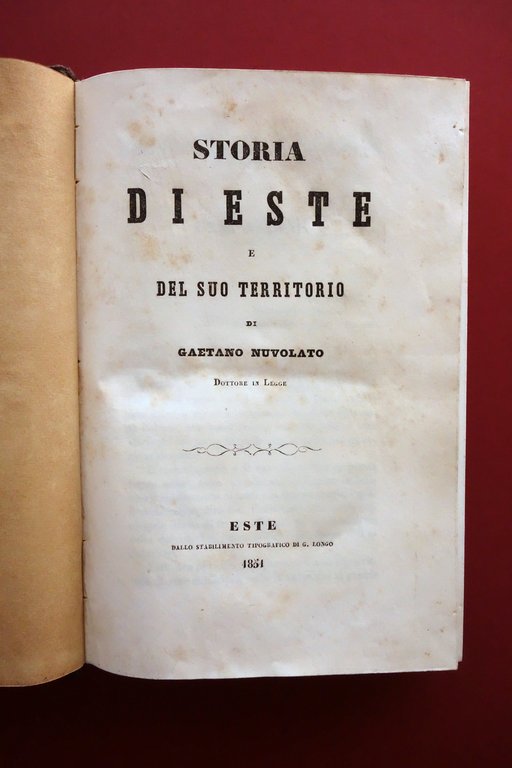 STORIA
DI ESTE
E
DEL SUO TERRITORIO
DI
GAETANO NUVOLATO
DOTTORE IN LEGGE
ESTE
DALLO STABILIMENTO TIPOGRAFICO DI G. LONGO
1851